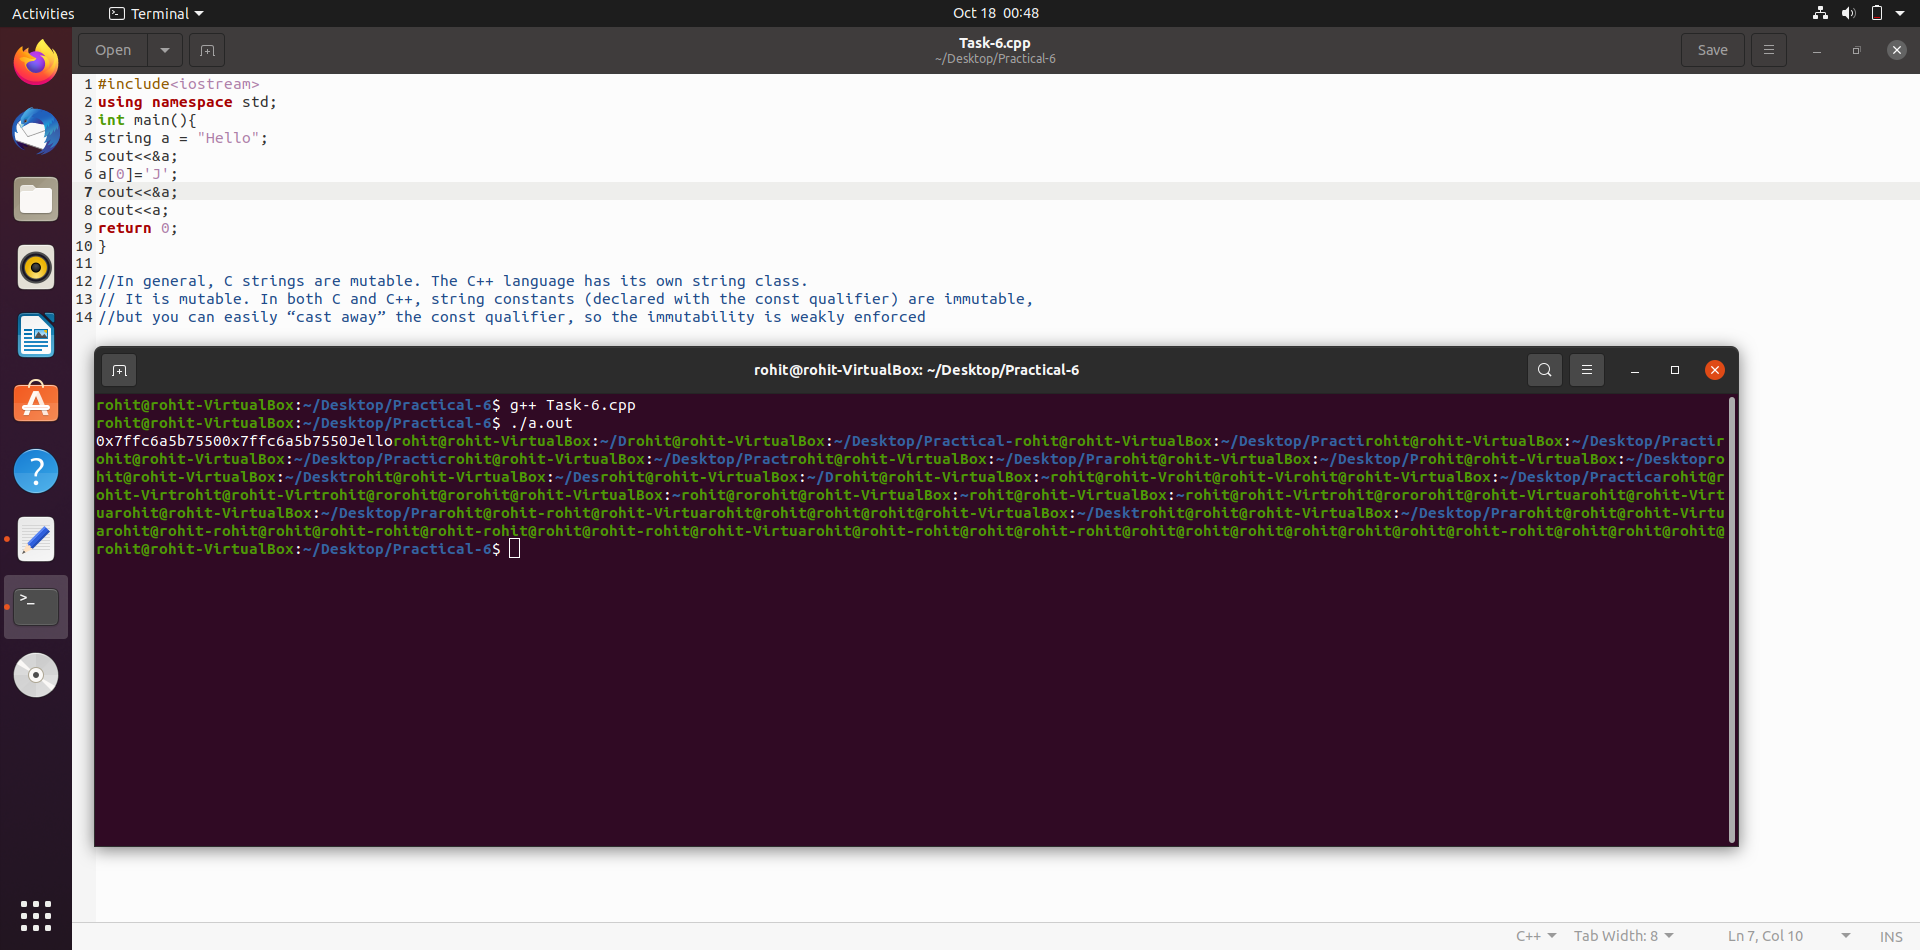 Activities
Terminal
Oct 18 00:48
Open
Task-6.cpp
~/Desktop/Practical-6
Save
1 #include<iostream>
2 using namespace std;
3 int main(){
4 string a = "Hello";
5 cout<<&a;
6 a[0]='J';
7 cout<<&a;
8 cout<<a;
9 return 0;
10 }
11
12 //In general, C strings are mutable. The C++ language has its own string class.
13 // It is mutable. In both C and C++, string constants (declared with the const qualifier) are immutable,
14 //but you can easily “cast away” the const qualifier, so the immutability is weakly enforced
rohit@rohit-VirtualBox: ~/Desktop/Practical-6
rohit@rohit-VirtualBox:~/Desktop/Practical-6$ g++ Task-6.cpp
rohit@rohit-VirtualBox:~/Desktop/Practical-6$ ./a.out
0x7ffc6a5b75500x7ffc6a5b7550Jellorohit@rohit-VirtualBox:~/Drohit@rohit-VirtualBox:~/Desktop/Practical-rohit@rohit-VirtualBox:~/Desktop/Practirohit@rohit-VirtualBox:~/Desktop/Practir
ohit@rohit-VirtualBox:~/Desktop/Practicrohit@rohit-VirtualBox:~/Desktop/Practrohit@rohit-VirtualBox:~/Desktop/Prarohit@rohit-VirtualBox:~/Desktop/Prohit@rohit-VirtualBox:~/Desktopro
hit@rohit-VirtualBox:~/Desktrohit@rohit-VirtualBox:~/Desrohit@rohit-VirtualBox:~/Drohit@rohit-VirtualBox:~rohit@rohit-Vrohit@rohit-Virohit@rohit-VirtualBox:~/Desktop/Practicarohit@r
ohit-Virtrohit@rohit-Virtrohit@rorohit@rorohit@rohit-VirtualBox:~rohit@rorohit@rohit-VirtualBox:~rohit@rohit-VirtualBox:~rohit@rohit-Virtrohit@rororohit@rohit-Virtuarohit@rohit-Virt
uarohit@rohit-VirtualBox:~/Desktop/Prarohit@rohit-rohit@rohit-Virtuarohit@rohit@rohit@rohit-VirtualBox:~/Desktrohit@rohit@rohit-VirtualBox:~/Desktop/Prarohit@rohit@rohit-Virtu
arohit@rohit-rohit@rohit@rohit-rohit@rohit-rohit@rohit@rohit-rohit@rohit-Virtuarohit@rohit-rohit@rohit@rohit-rohit@rohit@rohit@rohit@rohit@rohit@rohit-rohit@rohit@rohit@rohit@
rohit@rohit-VirtualBox:~/Desktop/Practical-6$
C++
Tab Width: 8
Ln 7, Col 10
INS